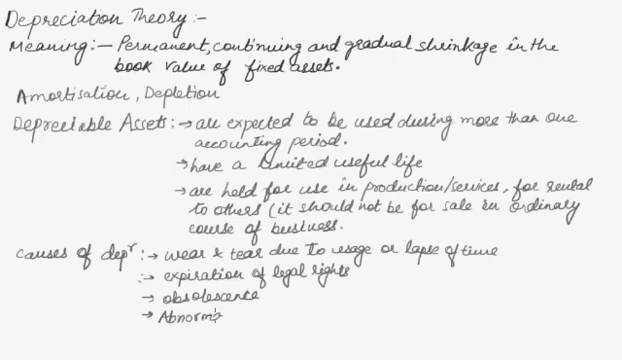 Depreciation Theory:-
Meaning:- Permanent, continuing and gradual shrinkage in the
book value of fixed assets.
Amortisation, Depletion
Depreciable Assets:→ are expected to be used during more than one
accounting period.
→ have a limited useful life
→ are held for use in production/services, for rental
to others (it should not be for sale in ordinary
course of business.
Causes of depr :→ wear & tear due to usage or lapse of time
:→ expiration of legal rights
→ obsolescence
→ Abnorm